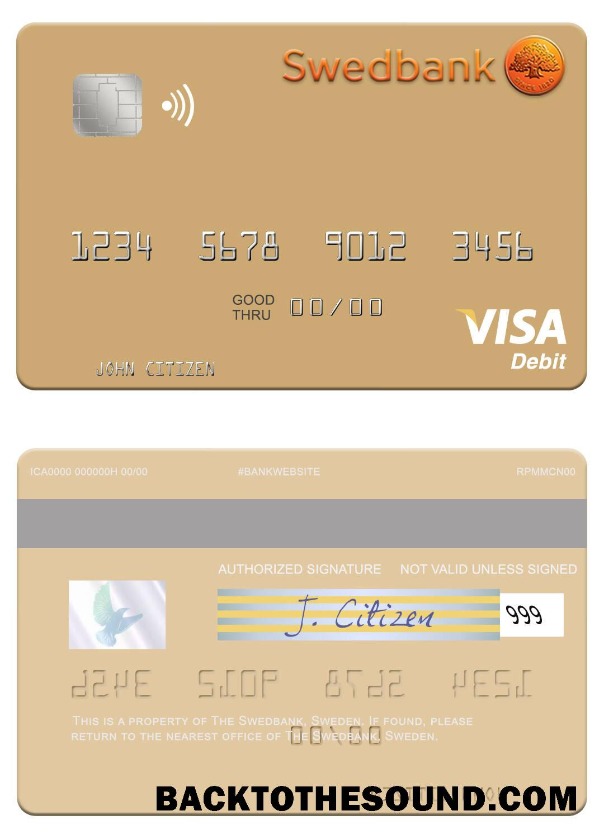 Swedbank
1234 5678 9012 3456
GOOD THRU 00/00
VISA
Debit
JOHN CITIZEN
ICA0000 000000H 00/00 #BANKWEBSITE RPMMCN00
AUTHORIZED SIGNATURE NOT VALID UNLESS SIGNED
J. Citizen 999
THIS IS A PROPERTY OF THE SWEDBANK, SWEDEN. IF FOUND, PLEASE
RETURN TO THE NEAREST OFFICE OF THE SWEDBANK, SWEDEN.
BACKTOTHESOUND.COM